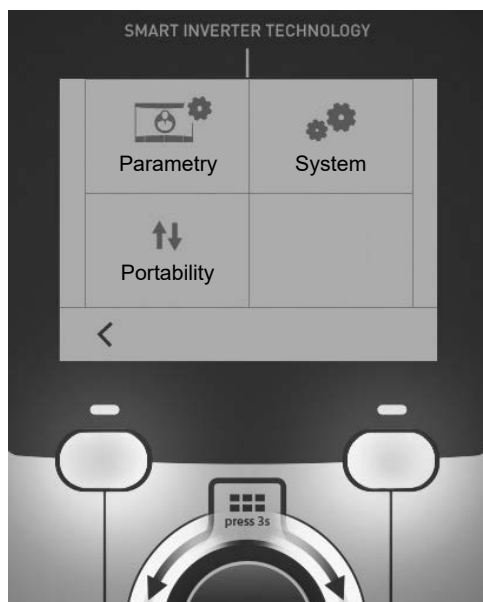 SMART INVERTER TECHNOLOGY
Parametry
System
Portability
press 3s